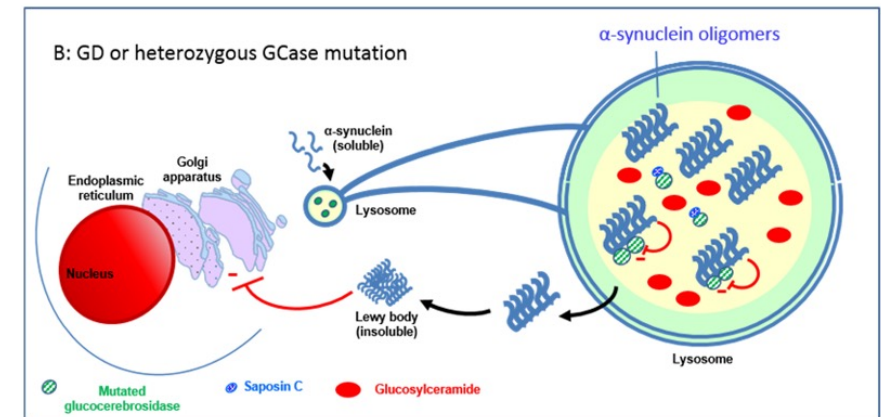 B: GD or heterozygous GCase mutation
α-synuclein oligomers
α-synuclein
(soluble)
Golgi
apparatus
Endoplasmic
reticulum
Lysosome
Nucleus
-
-
-
Lewy body
(insoluble)
Lysosome
Mutated
glucocerebrosidase
Saposin C
Glucosylceramide